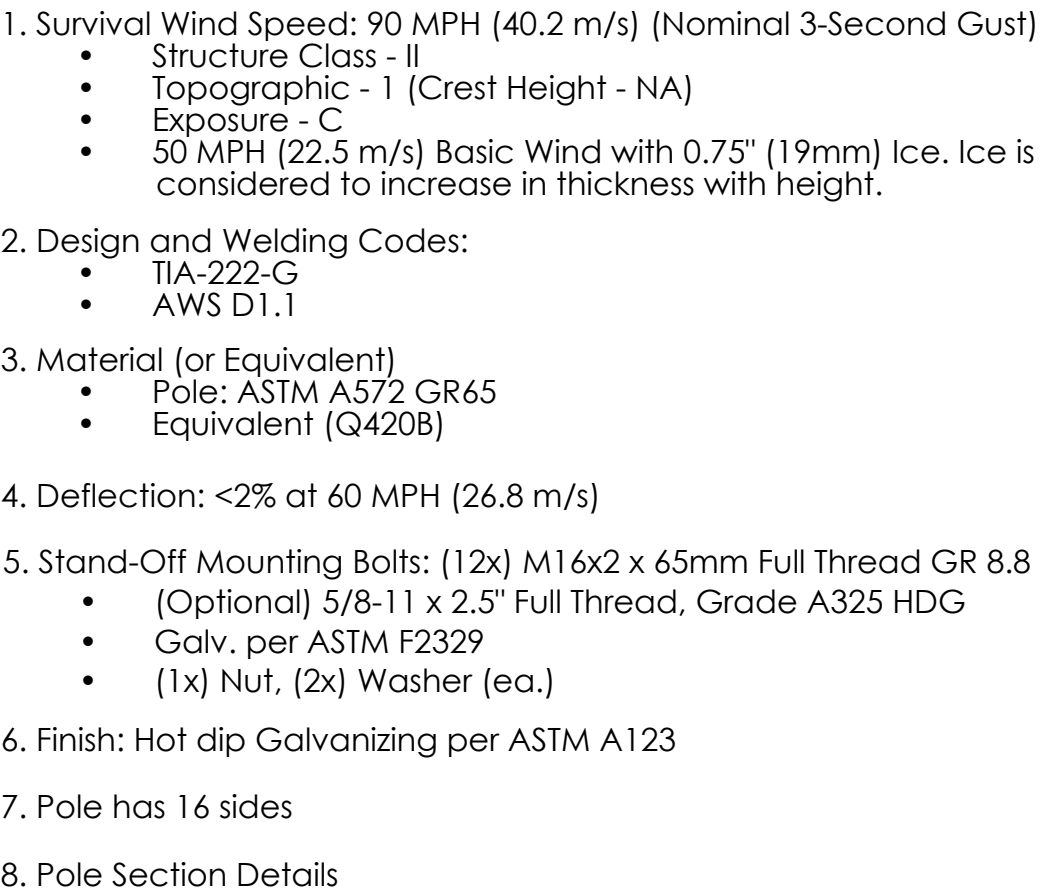 1. Survival Wind Speed: 90 MPH (40.2 m/s) (Nominal 3-Second Gust)
• Structure Class - II
• Topographic - 1 (Crest Height - NA)
• Exposure - C
• 50 MPH (22.5 m/s) Basic Wind with 0.75" (19mm) Ice. Ice is
considered to increase in thickness with height.
2. Design and Welding Codes:
• TIA-222-G
• AWS D1.1
3. Material (or Equivalent)
• Pole: ASTM A572 GR65
• Equivalent (Q420B)
4. Deflection: <2% at 60 MPH (26.8 m/s)
5. Stand-Off Mounting Bolts: (12x) M16x2 x 65mm Full Thread GR 8.8
• (Optional) 5/8-11 x 2.5" Full Thread, Grade A325 HDG
• Galv. per ASTM F2329
• (1x) Nut, (2x) Washer (ea.)
6. Finish: Hot dip Galvanizing per ASTM A123
7. Pole has 16 sides
8. Pole Section Details